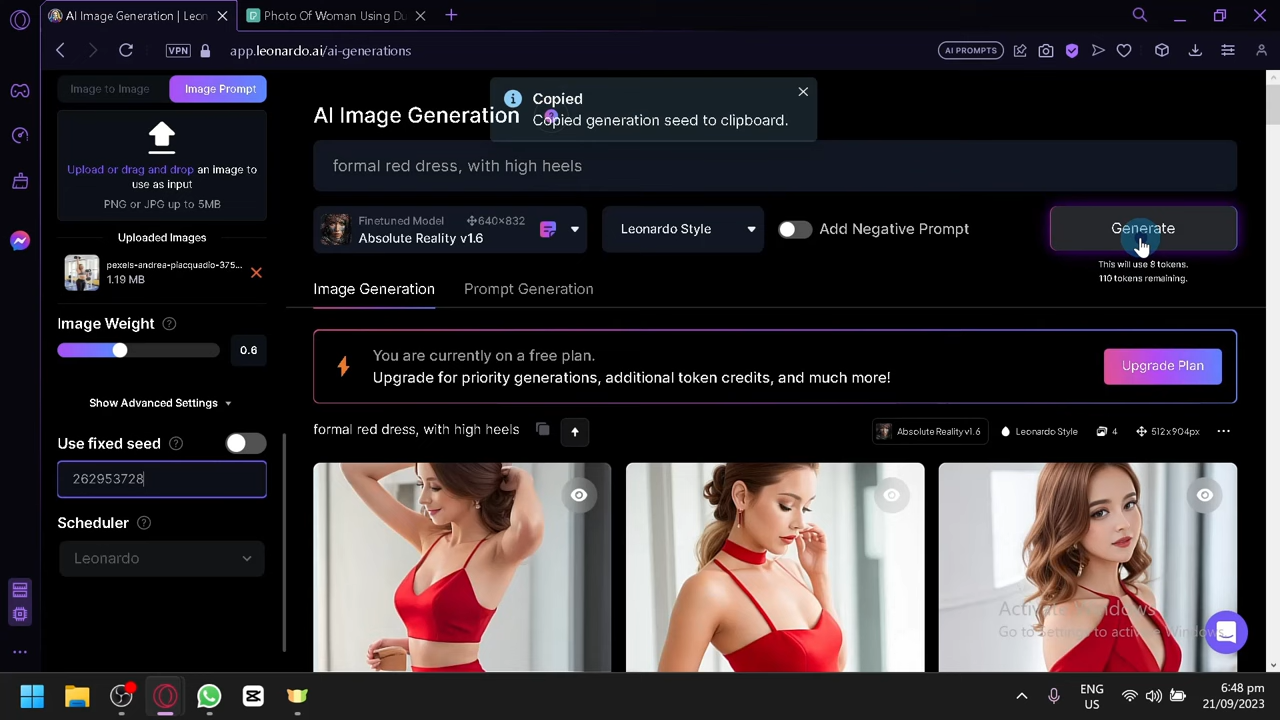 AI Image Generation | Leon
Photo Of Woman Using Du
VPN
app.leonardo.ai/ai-generations
AI PROMPTS
Image to Image
Image Prompt
Upload or drag and drop an image to
use as input
PNG or JPG up to 5MB
Uploaded Images
pexels-andrea-piacquadio-375...
1.19 MB
Image Weight
0.6
Show Advanced Settings
Use fixed seed
262953728
Scheduler
Leonardo
Copied
Copied generation seed to clipboard.
AI Image Generation
formal red dress, with high heels
Finetuned Model
640×832
Absolute Reality v1.6
Leonardo Style
Add Negative Prompt
Generate
This will use 8 tokens.
110 tokens remaining.
Image Generation
Prompt Generation
You are currently on a free plan.
Upgrade for priority generations, additional token credits, and much more!
Upgrade Plan
formal red dress, with high heels
Absolute Reality v1.6
Leonardo Style
4
512x904px
Activate Windows
Go to Settings to activate Windows.
ENG
US
6:48 pm
21/09/2023